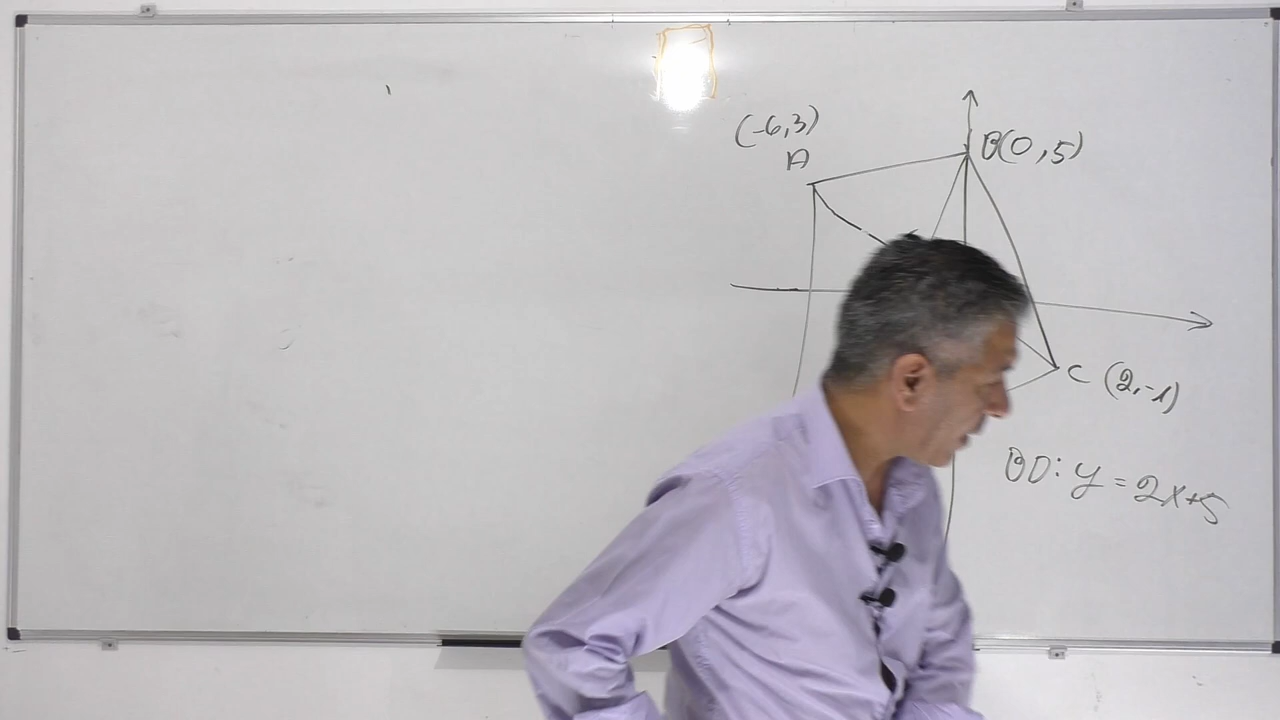 (-6,3)
A
B(0,5)
C (2,-1)
BD: y = 2x+5